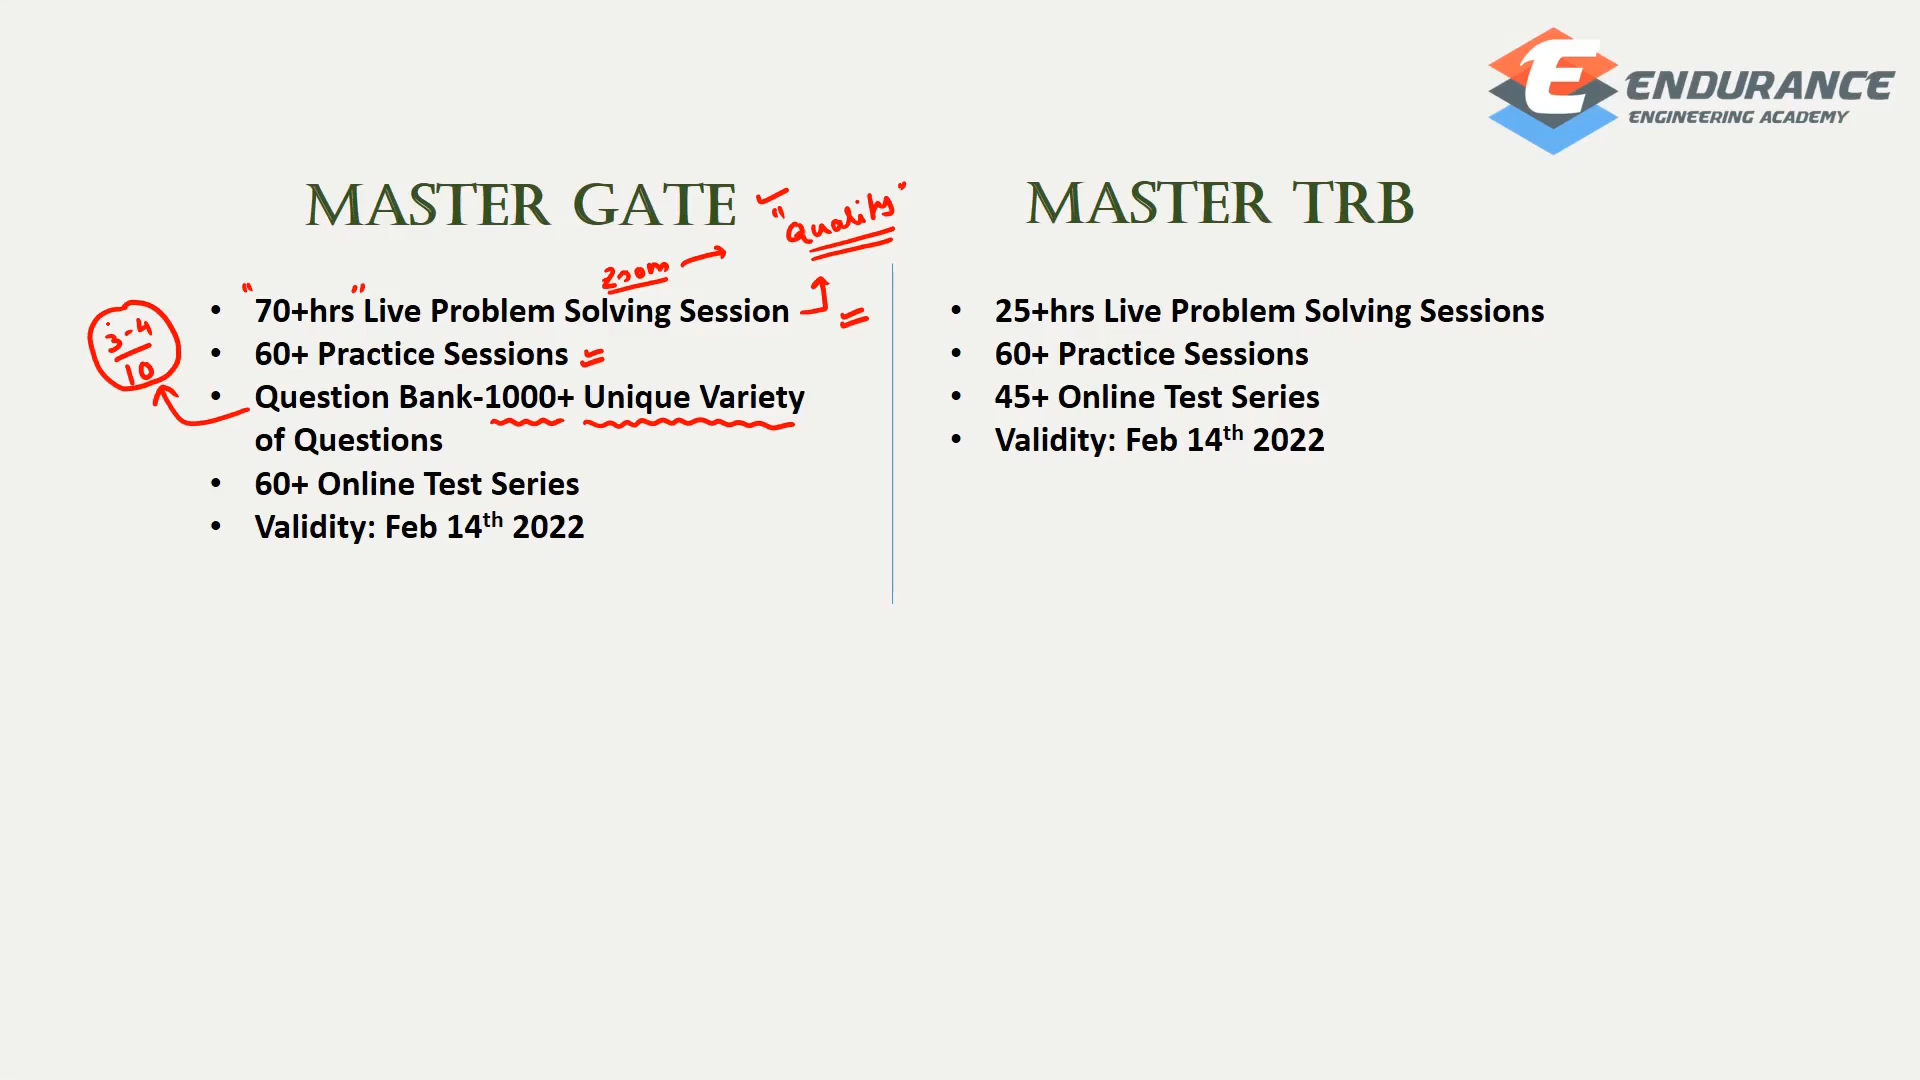 ENDURANCE
ENGINEERING ACADEMY
MASTER GATE
"Quality"
zoom
• "70+hrs" Live Problem Solving Session
• 60+ Practice Sessions
3-4
10
• Question Bank-1000+ Unique Variety
of Questions
• 60+ Online Test Series
• Validity: Feb 14th 2022
MASTER TRB
• 25+hrs Live Problem Solving Sessions
• 60+ Practice Sessions
• 45+ Online Test Series
• Validity: Feb 14th 2022